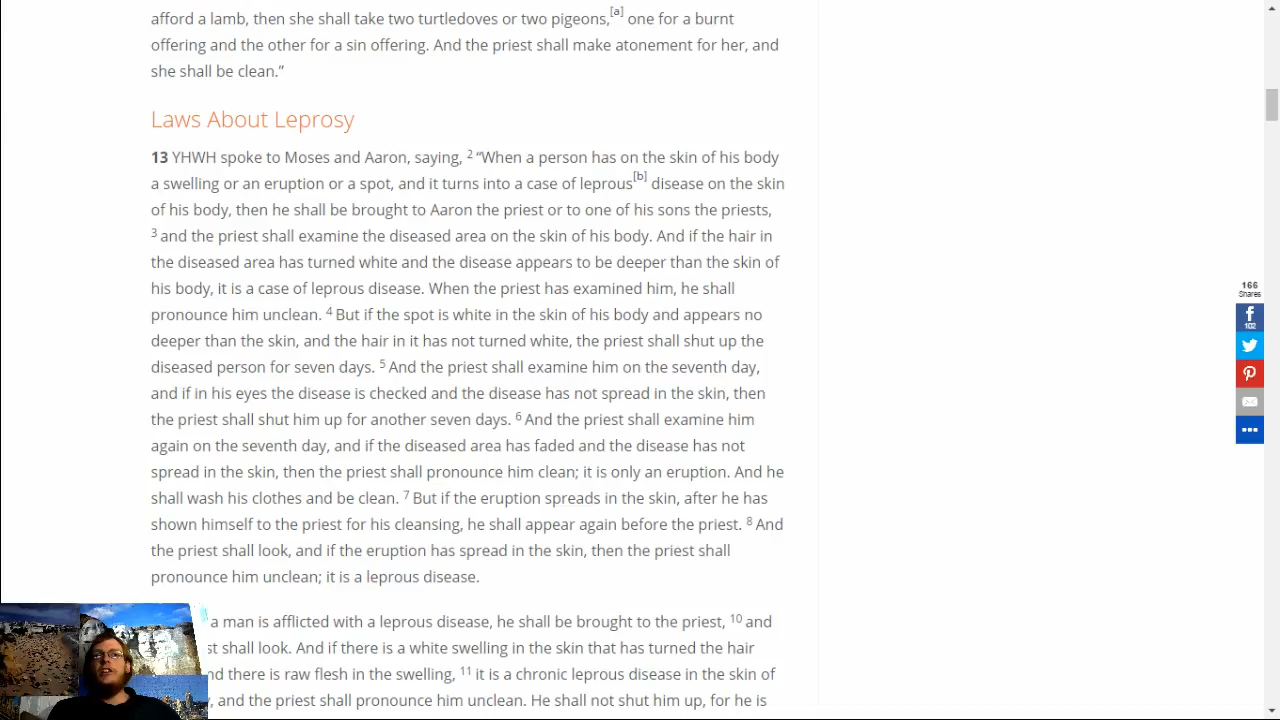 afford a lamb, then she shall take two turtledoves or two pigeons,[a] one for a burnt
offering and the other for a sin offering. And the priest shall make atonement for her, and
she shall be clean.”
Laws About Leprosy
13 YHWH spoke to Moses and Aaron, saying, 2 “When a person has on the skin of his body
a swelling or an eruption or a spot, and it turns into a case of leprous[b] disease on the skin
of his body, then he shall be brought to Aaron the priest or to one of his sons the priests,
3 and the priest shall examine the diseased area on the skin of his body. And if the hair in
the diseased area has turned white and the disease appears to be deeper than the skin of
his body, it is a case of leprous disease. When the priest has examined him, he shall
pronounce him unclean. 4 But if the spot is white in the skin of his body and appears no
deeper than the skin, and the hair in it has not turned white, the priest shall shut up the
diseased person for seven days. 5 And the priest shall examine him on the seventh day,
and if in his eyes the disease is checked and the disease has not spread in the skin, then
the priest shall shut him up for another seven days. 6 And the priest shall examine him
again on the seventh day, and if the diseased area has faded and the disease has not
spread in the skin, then the priest shall pronounce him clean; it is only an eruption. And he
shall wash his clothes and be clean. 7 But if the eruption spreads in the skin, after he has
shown himself to the priest for his cleansing, he shall appear again before the priest. 8 And
the priest shall look, and if the eruption has spread in the skin, then the priest shall
pronounce him unclean; it is a leprous disease.
a man is afflicted with a leprous disease, he shall be brought to the priest, 10 and
st shall look. And if there is a white swelling in the skin that has turned the hair
nd there is raw flesh in the swelling, 11 it is a chronic leprous disease in the skin of
, and the priest shall pronounce him unclean. He shall not shut him up, for he is
166
Shares
102